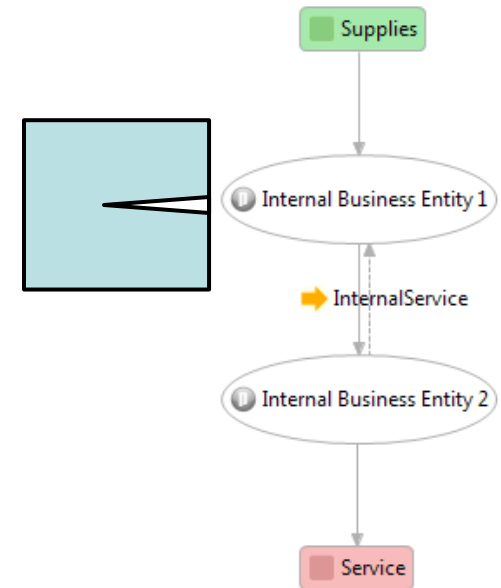 Supplies
p Internal Business Entity 1
InternalService
p Internal Business Entity 2
Service